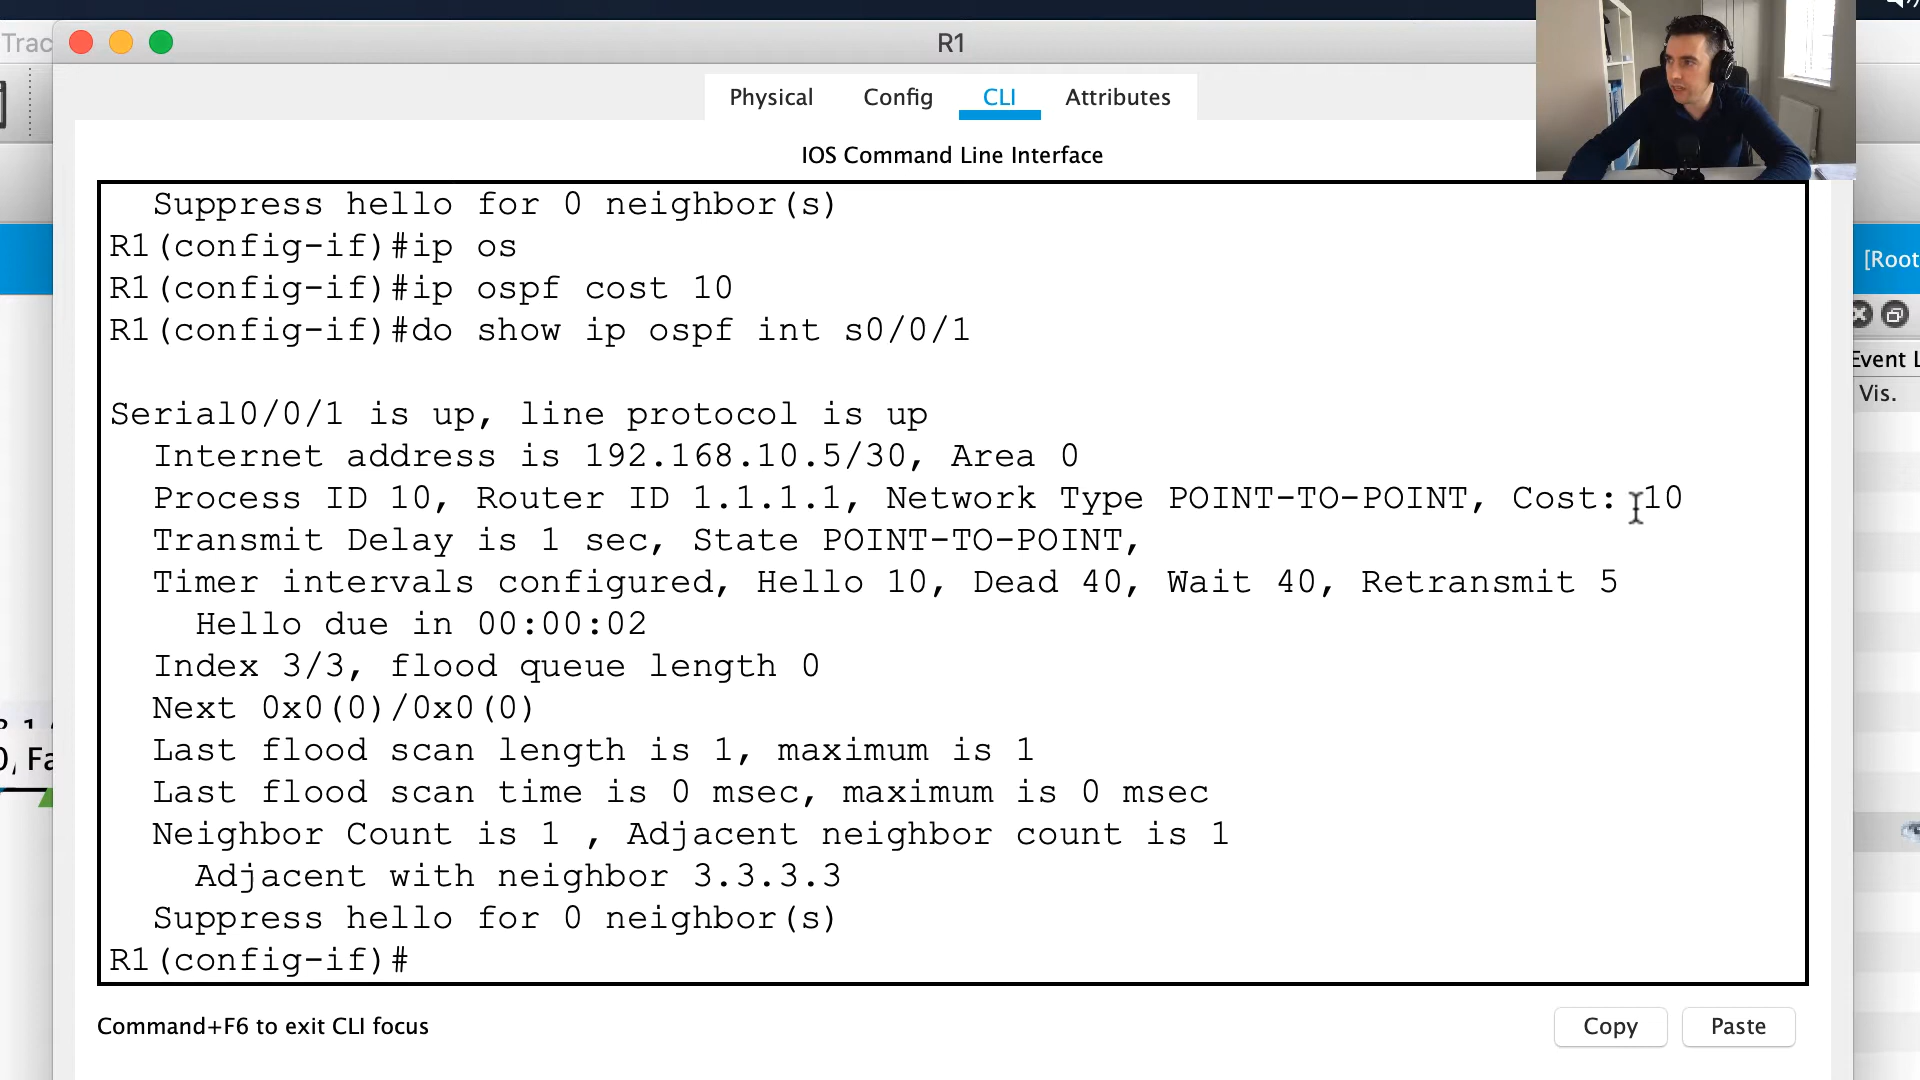 Trac
R1
Physical Config CLI Attributes
IOS Command Line Interface
Suppress hello for 0 neighbor(s)
R1(config-if)#ip os
R1(config-if)#ip ospf cost 10
R1(config-if)#do show ip ospf int s0/0/1
Serial0/0/1 is up, line protocol is up
Internet address is 192.168.10.5/30, Area 0
Process ID 10, Router ID 1.1.1.1, Network Type POINT-TO-POINT, Cost: 10
Transmit Delay is 1 sec, State POINT-TO-POINT,
Timer intervals configured, Hello 10, Dead 40, Wait 40, Retransmit 5
Hello due in 00:00:02
Index 3/3, flood queue length 0
Next 0x0(0)/0x0(0)
Last flood scan length is 1, maximum is 1
Last flood scan time is 0 msec, maximum is 0 msec
Neighbor Count is 1 , Adjacent neighbor count is 1
Adjacent with neighbor 3.3.3.3
Suppress hello for 0 neighbor(s)
R1(config-if)#
Command+F6 to exit CLI focus
Copy Paste
[Root
Event L
Vis.
0, Fa